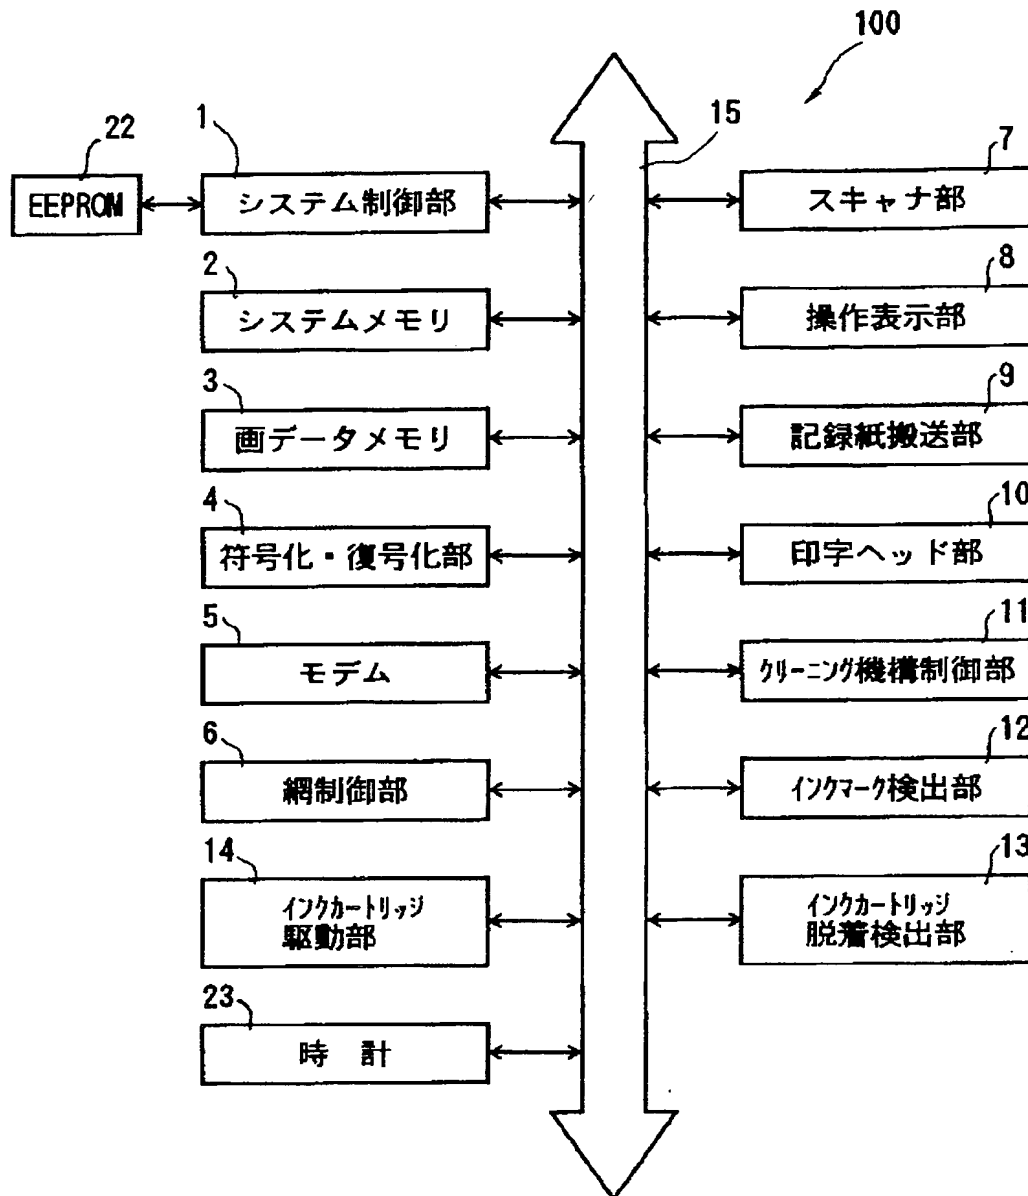 100
15
22
EEPROM
1
システム制御部
2
システムメモリ
3
画データメモリ
4
符号化・復号化部
5
モデム
6
網制御部
14
インクカートリッジ
駆動部
23
時 計
7
スキャナ部
8
操作表示部
9
記録紙搬送部
10
印字ヘッド部
11
クリーニング機構制御部
12
インクマーク検出部
13
インクカートリッジ
脱着検出部